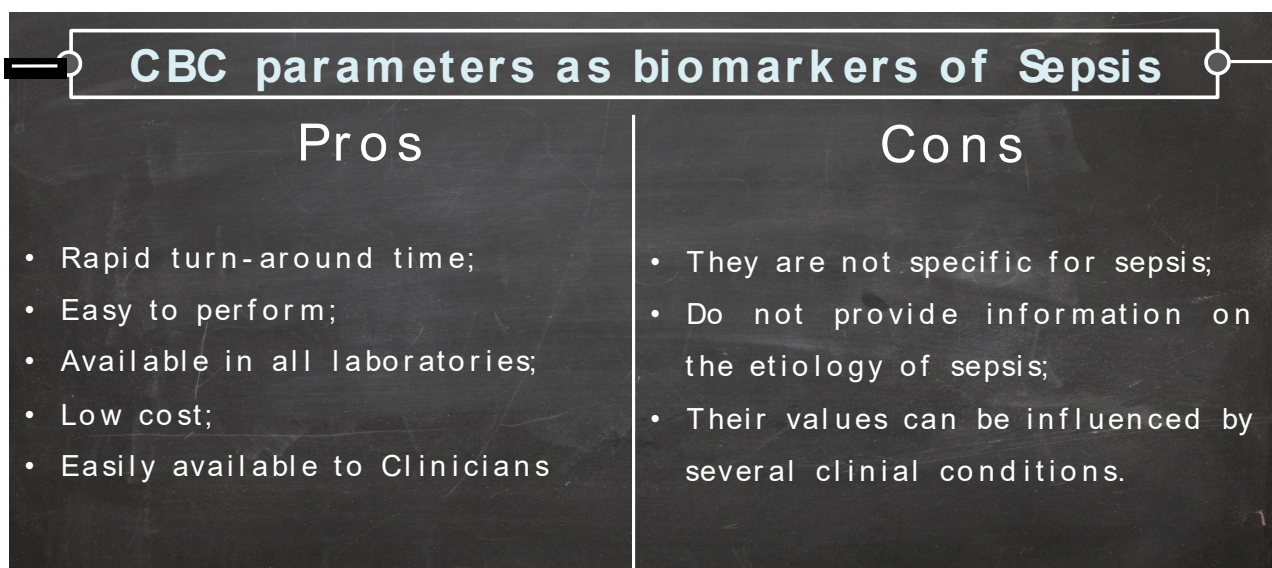 CBC parameters as biomarkers of Sepsis
Pros
• Rapid turn-around time;
• Easy to perform;
• Available in all laboratories;
• Low cost;
• Easily available to Clinicians
Cons
• They are not specific for sepsis;
• Do not provide information on
the etiology of sepsis;
• Their values can be influenced by
several clinial conditions.